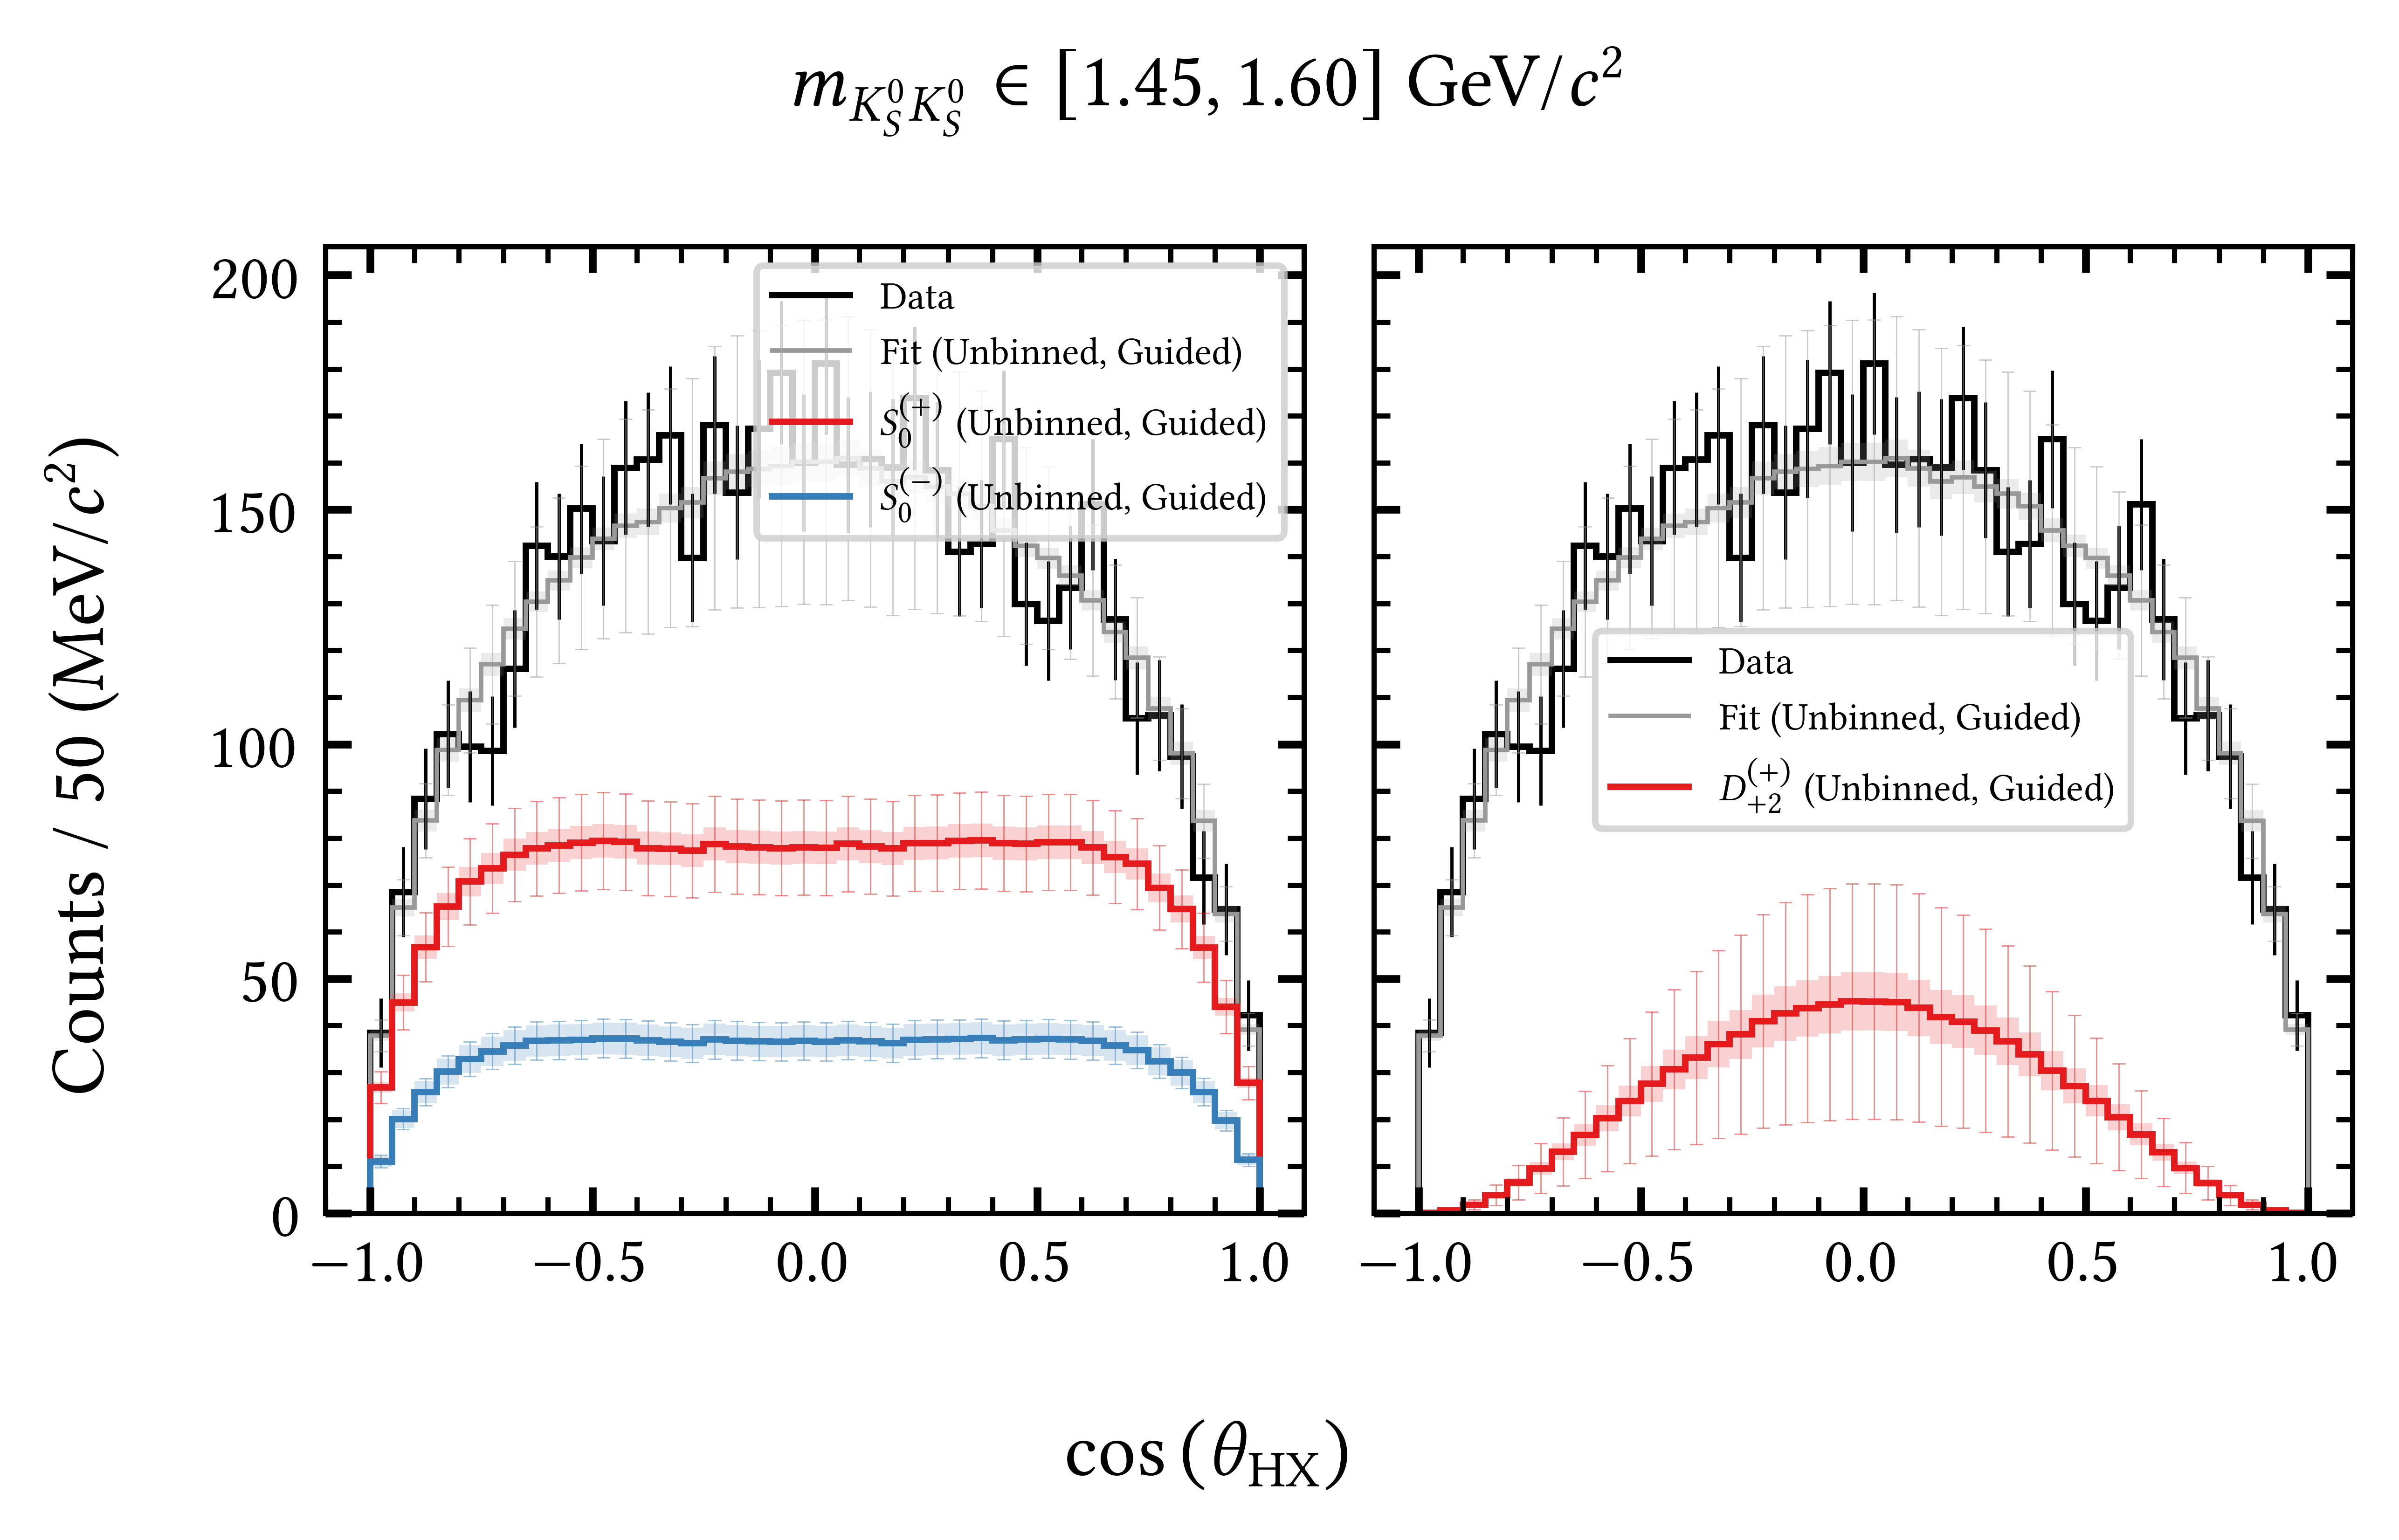 m_{K_S^0 K_S^0} ∈ [1.45, 1.60] GeV/c²
Counts / 50 (MeV/c²)
200
150
100
50
0
Data
Fit (Unbinned, Guided)
S_0^{(+)} (Unbinned, Guided)
S_0^{(−)} (Unbinned, Guided)
−1.0 −0.5 0.0 0.5 1.0
Data
Fit (Unbinned, Guided)
D_{+2}^{(+)} (Unbinned, Guided)
−1.0 −0.5 0.0 0.5 1.0
cos (θ_{HX})